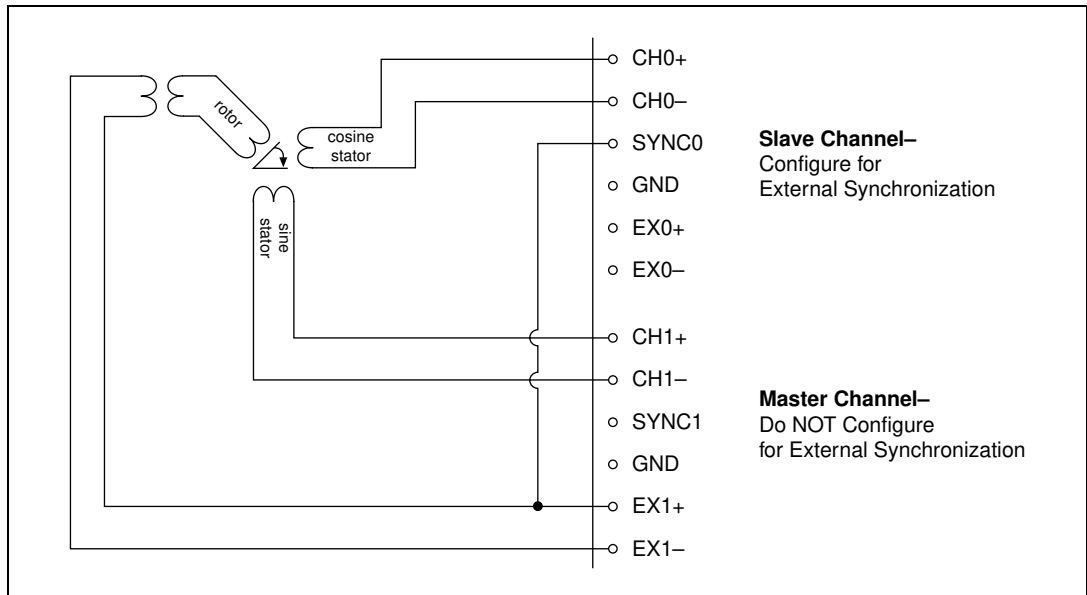 rotor
cosine
stator
sine
stator
CH0+
CH0–
SYNC0
GND
EX0+
EX0–
Slave Channel–
Configure for
External Synchronization
CH1+
CH1–
SYNC1
GND
EX1+
EX1–
Master Channel–
Do NOT Configure
for External Synchronization